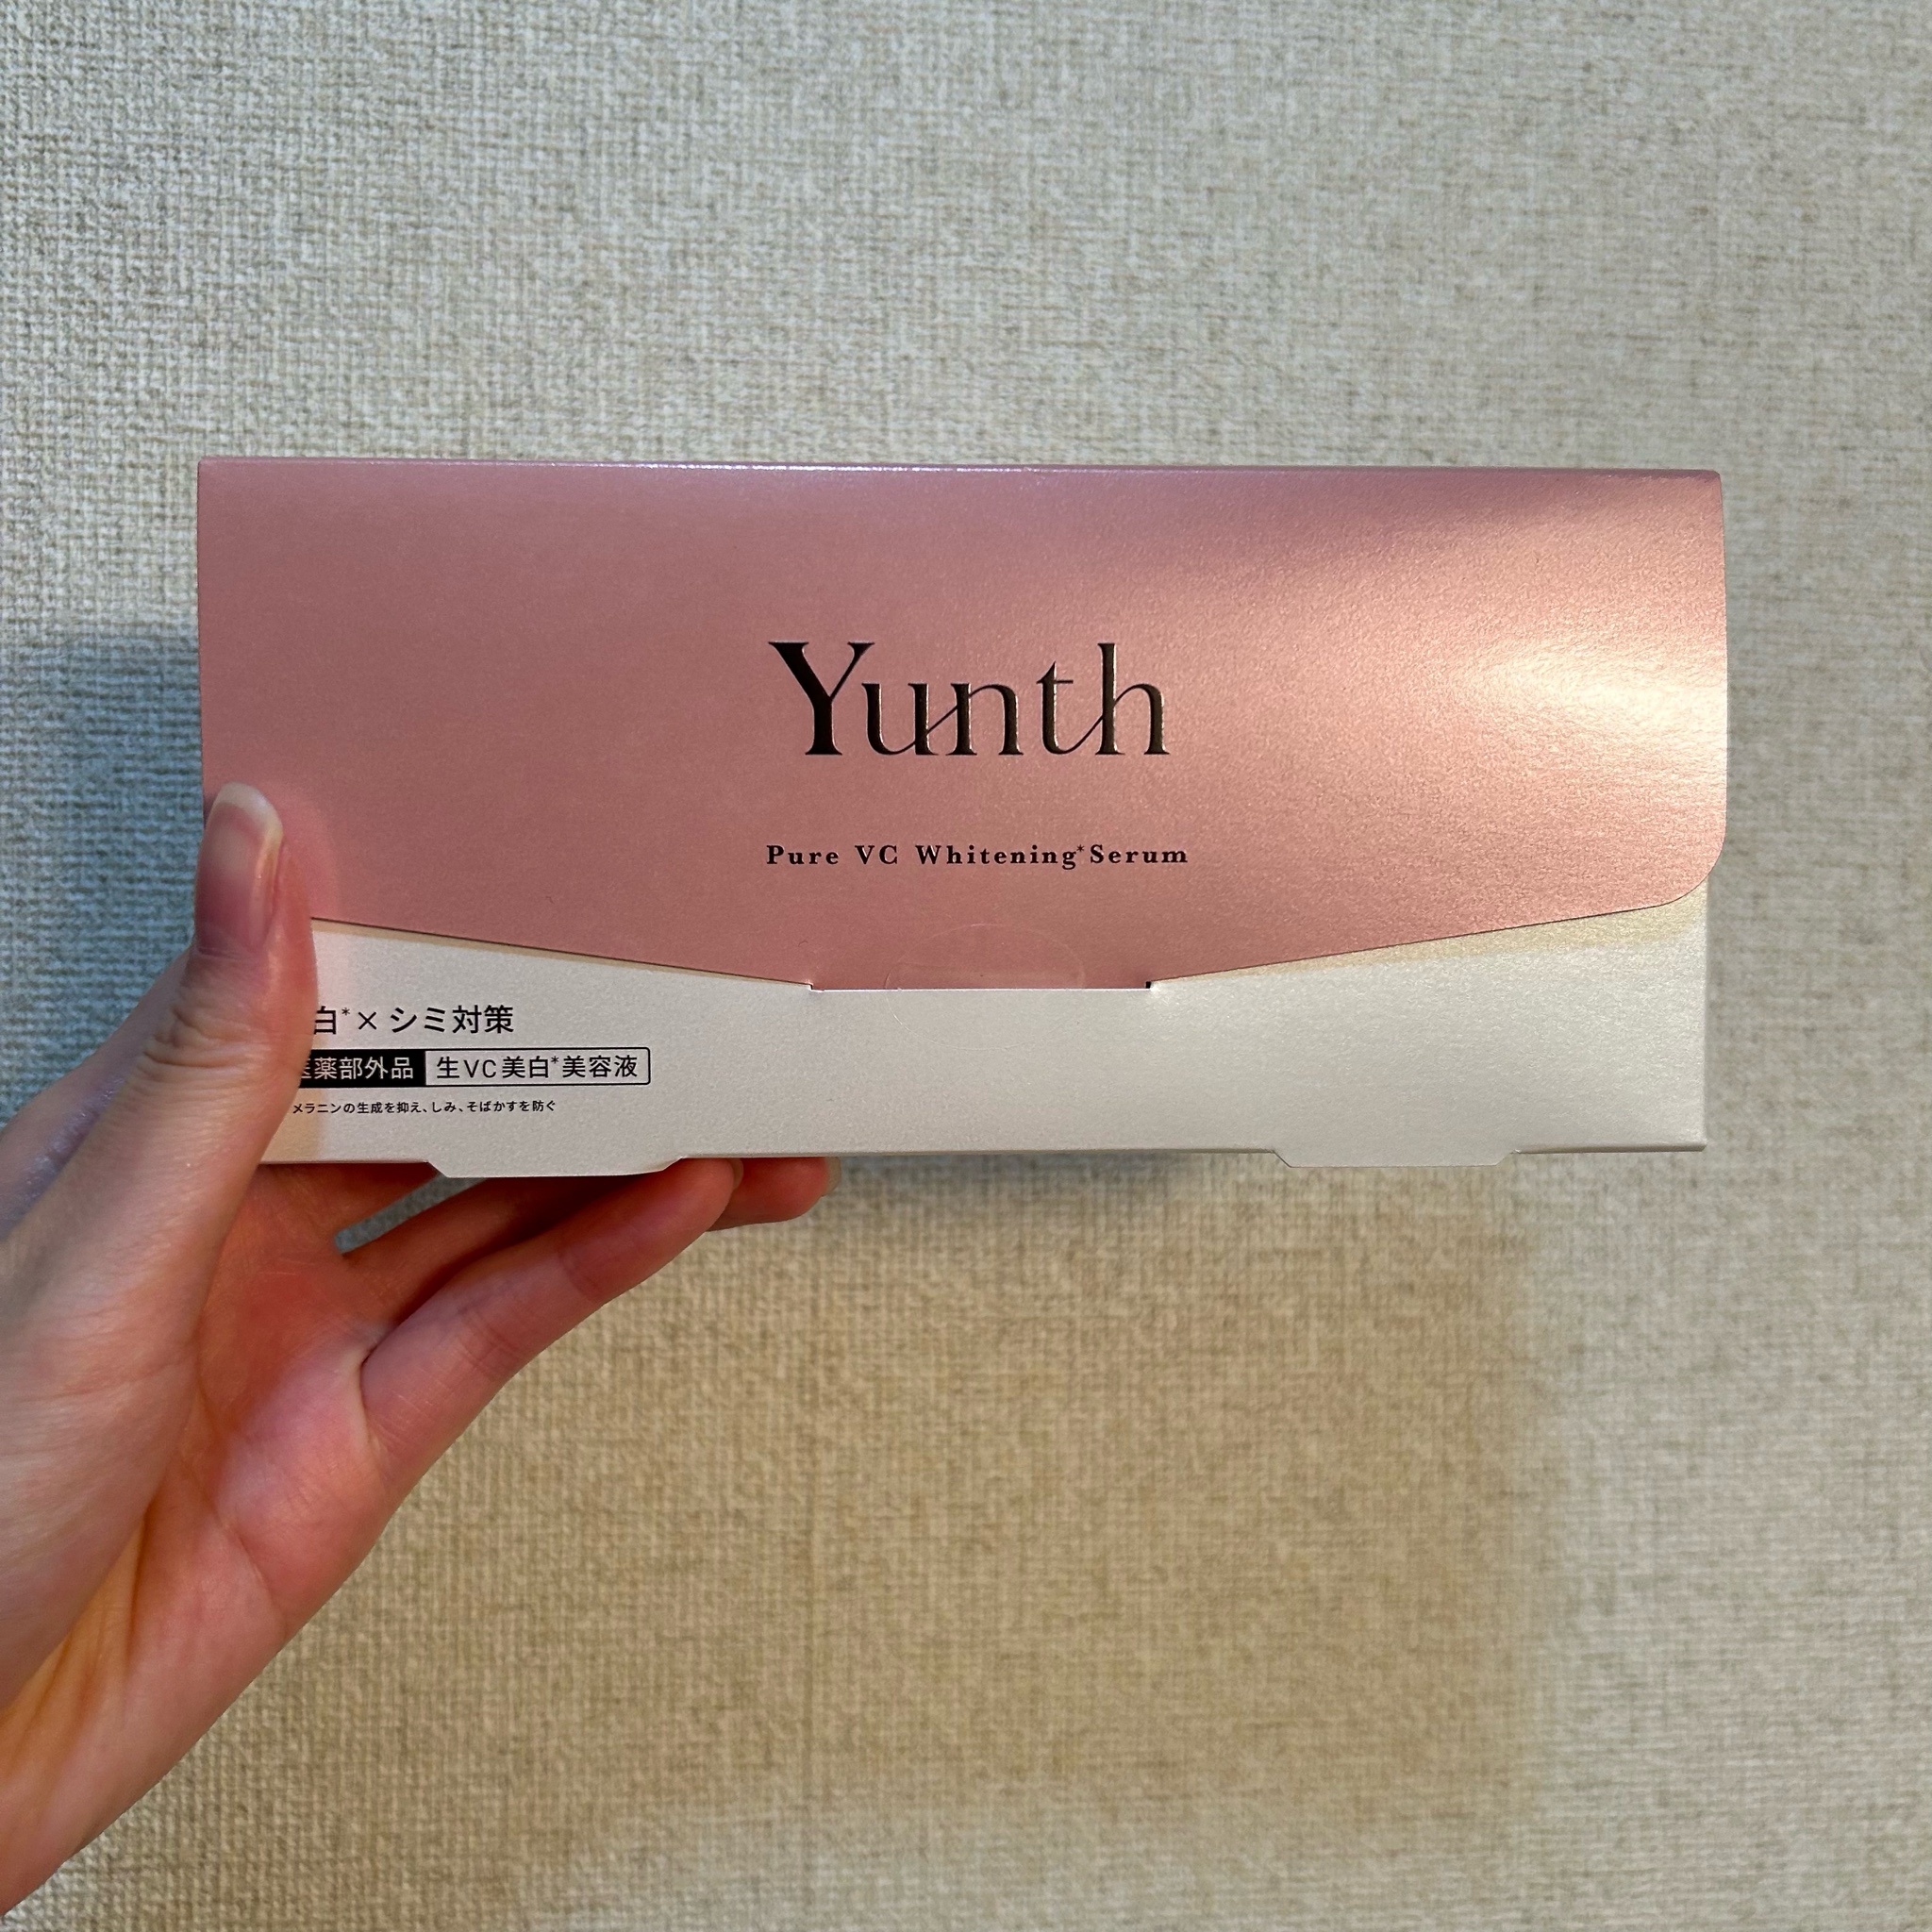 Yunth
Pure VC Whitening*Serum
白*× シミ対策
医薬部外品 生VC美白*美容液
メラニンの生成を抑え、しみ、そばかすを防ぐ